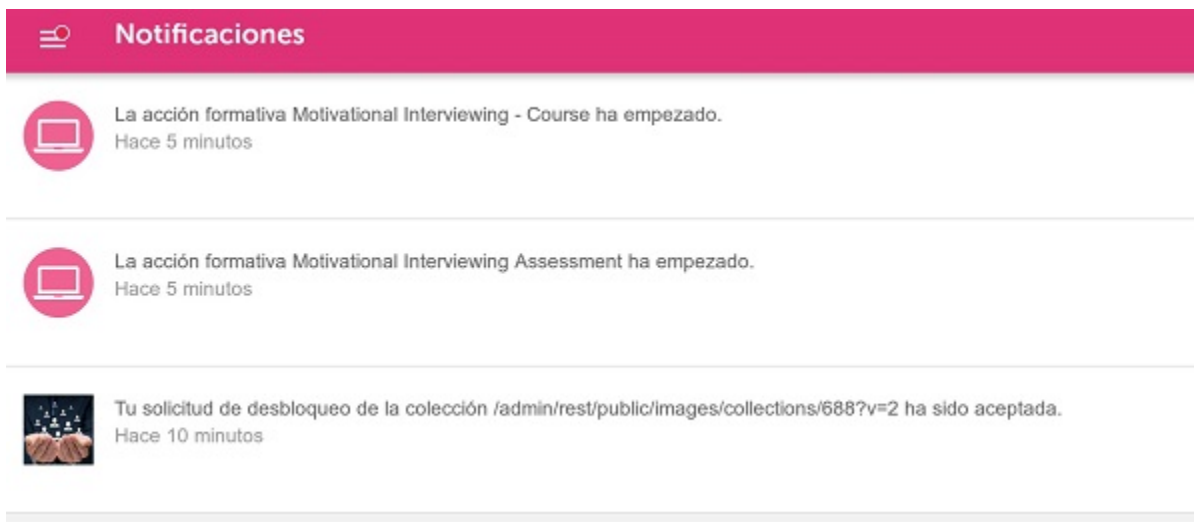 Notificaciones
La acción formativa Motivational Interviewing - Course ha empezado.
Hace 5 minutos
La acción formativa Motivational Interviewing Assessment ha empezado.
Hace 5 minutos
Tu solicitud de desbloqueo de la colección /admin/rest/public/images/collections/688?v=2 ha sido aceptada.
Hace 10 minutos